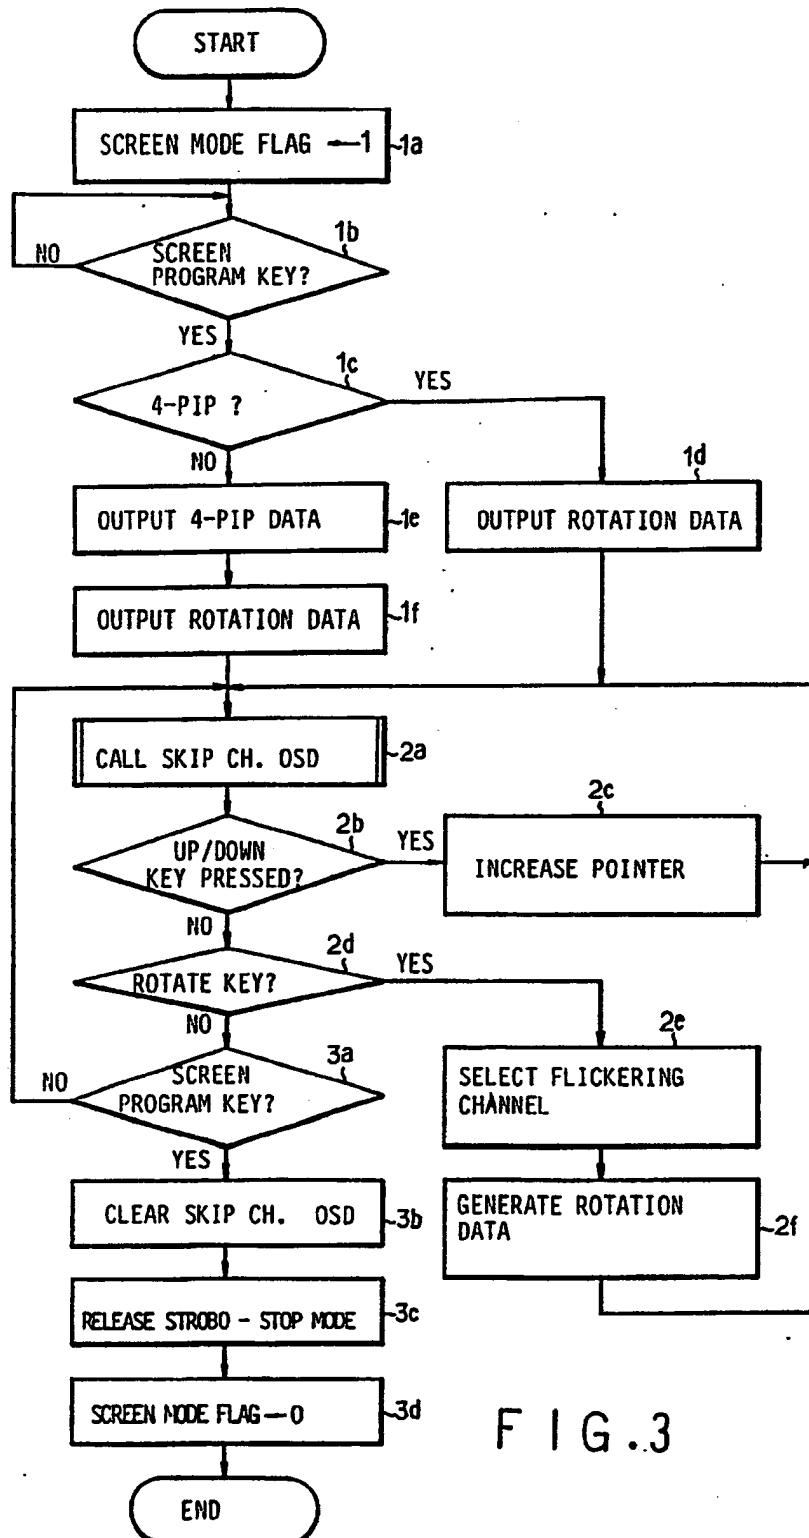 START
SCREEN MODE FLAG ←1
1a
1b
SCREEN
PROGRAM KEY?
NO
YES
1c
4-PIP ?
YES
NO
OUTPUT 4-PIP DATA
1e
1d
OUTPUT ROTATION DATA
OUTPUT ROTATION DATA
1f
CALL SKIP CH. OSD
2a
2b
UP/DOWN
KEY PRESSED?
YES
2c
INCREASE POINTER
NO
2d
ROTATE KEY?
YES
NO
3a
SCREEN
PROGRAM KEY?
NO
YES
2e
SELECT FLICKERING
CHANNEL
GENERATE ROTATION
DATA
2f
CLEAR SKIP CH. OSD
3b
RELEASE STROBO - STOP MODE
3c
SCREEN MODE FLAG—0
3d
END
FIG.3